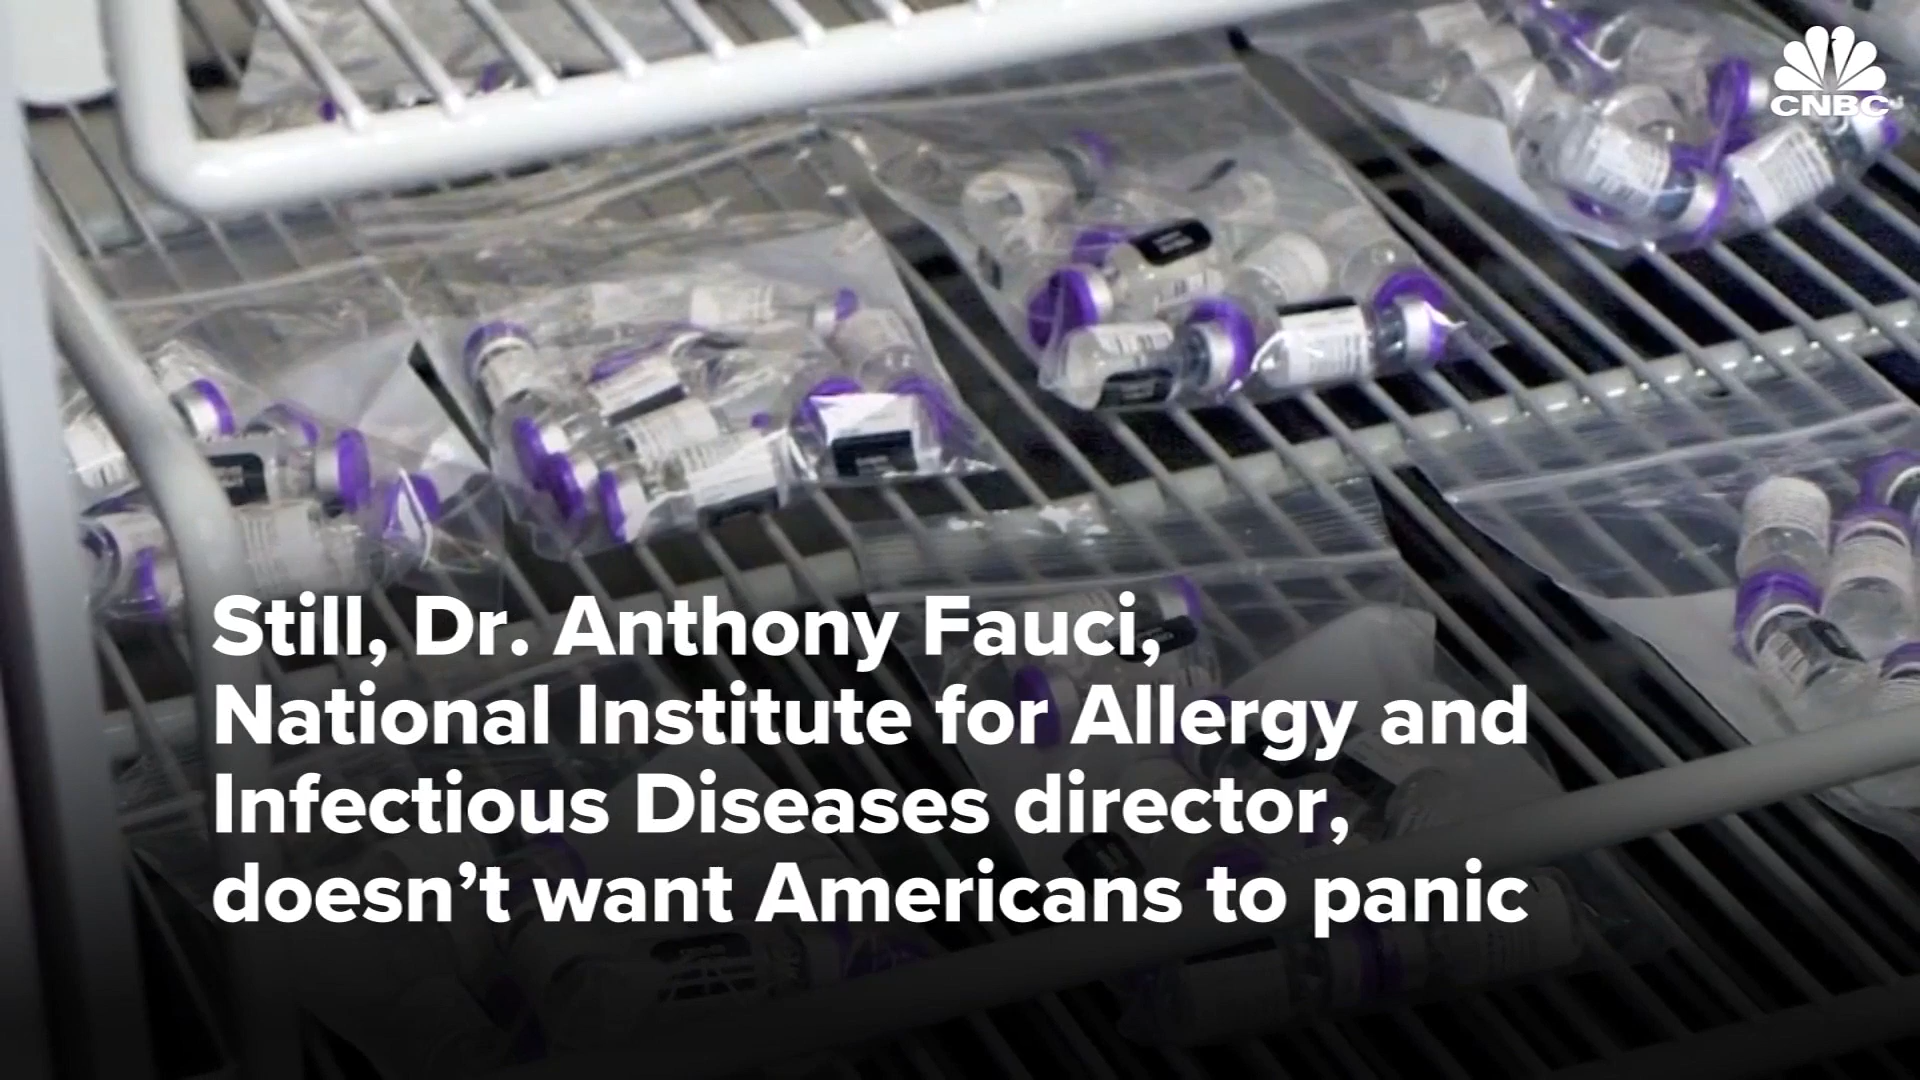 CNBC
Still, Dr. Anthony Fauci,
National Institute for Allergy and
Infectious Diseases director,
doesn't want Americans to panic